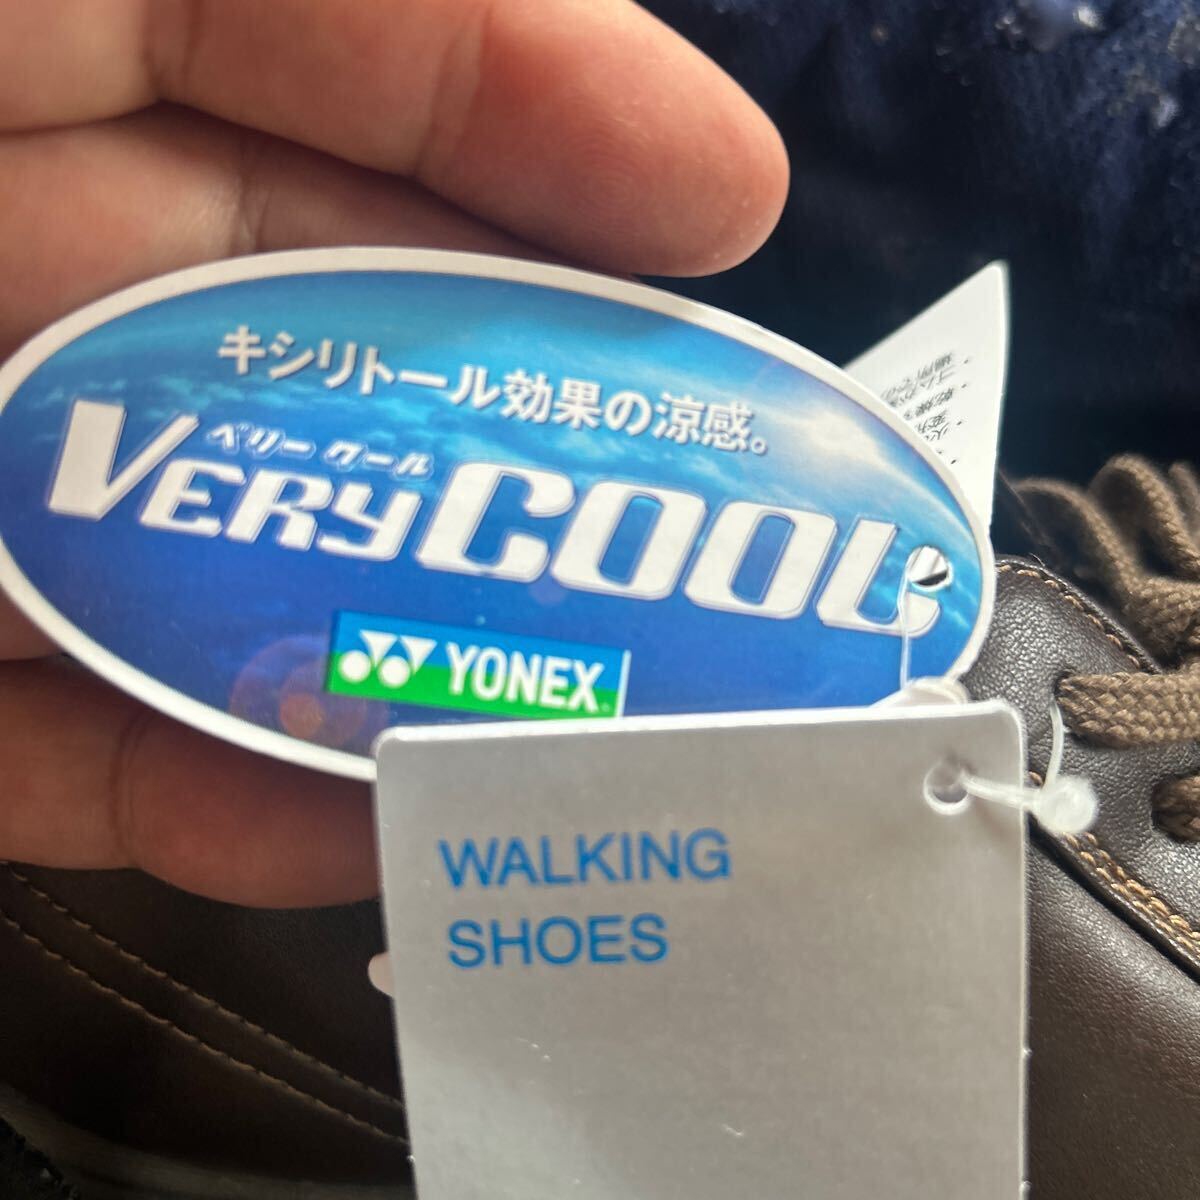 キシリトール効果の涼感。
ベリー クール
VERY COOL
YONEX
WALKING
SHOES